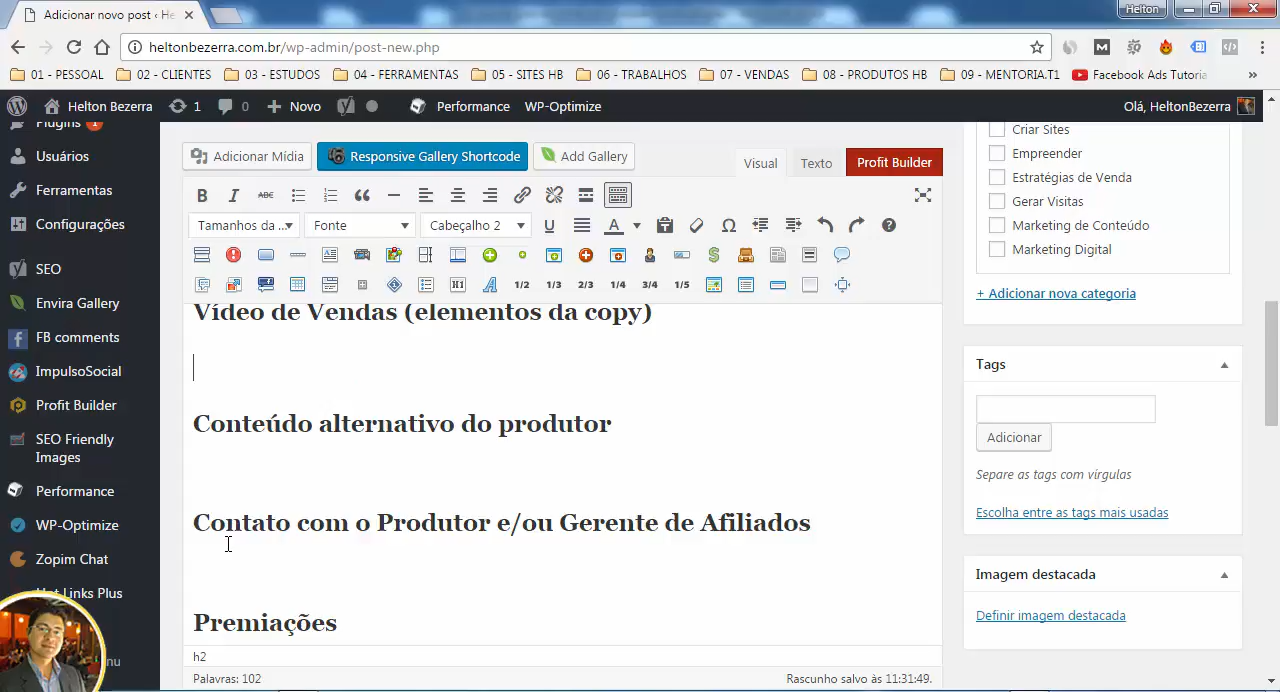 Adicionar novo post ‹ He
Helton
heltonbezerra.com.br/wp-admin/post-new.php
01 - PESSOAL
02 - CLIENTES
03 - ESTUDOS
04 - FERRAMENTAS
05 - SITES HB
06 - TRABALHOS
07 - VENDAS
08 - PRODUTOS HB
09 - MENTORIA.T1
Facebook Ads Tutoria
»
Helton Bezerra
1
0
Novo
Performance
WP-Optimize
Olá, HeltonBezerra
Plugins 1
Usuários
Ferramentas
Configurações
SEO
Envira Gallery
FB comments
ImpulsoSocial
Profit Builder
SEO Friendly
Images
Performance
WP-Optimize
Zopim Chat
Hot Links Plus
Adicionar Mídia
Responsive Gallery Shortcode
Add Gallery
Visual
Texto
Profit Builder
B I ABC
Tamanhos da ...
Fonte
Cabeçalho 2
U A
H1 A 1/2 1/3 2/3 1/4 3/4 1/5
Vídeo de Vendas (elementos da copy)
Conteúdo alternativo do produtor
Contato com o Produtor e/ou Gerente de Afiliados
Premiações
h2
Palavras: 102
Rascunho salvo às 11:31:49.
Criar Sites
Empreender
Estratégias de Venda
Gerar Visitas
Marketing de Conteúdo
Marketing Digital
+ Adicionar nova categoria
Tags
Adicionar
Separe as tags com vírgulas
Escolha entre as tags mais usadas
Imagem destacada
Definir imagem destacada